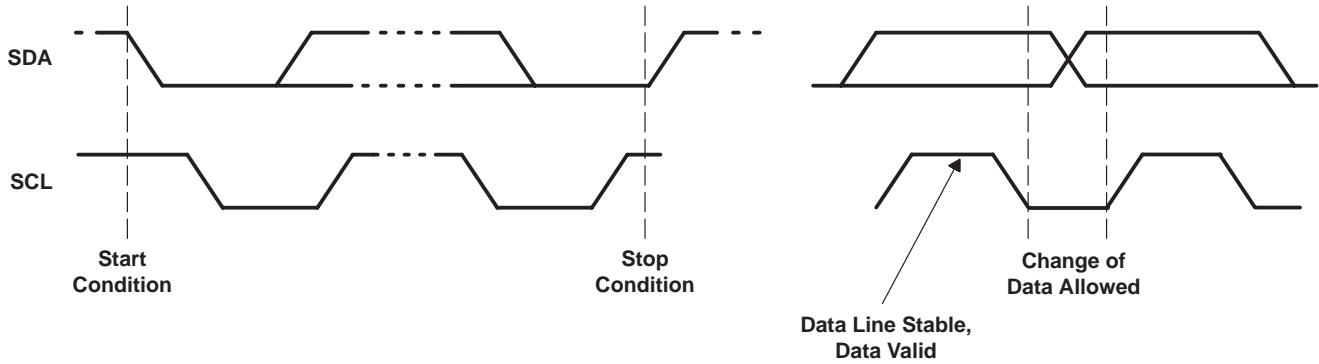 SDA
SCL
Start
Condition
Stop
Condition
Change of
Data Allowed
Data Line Stable,
Data Valid